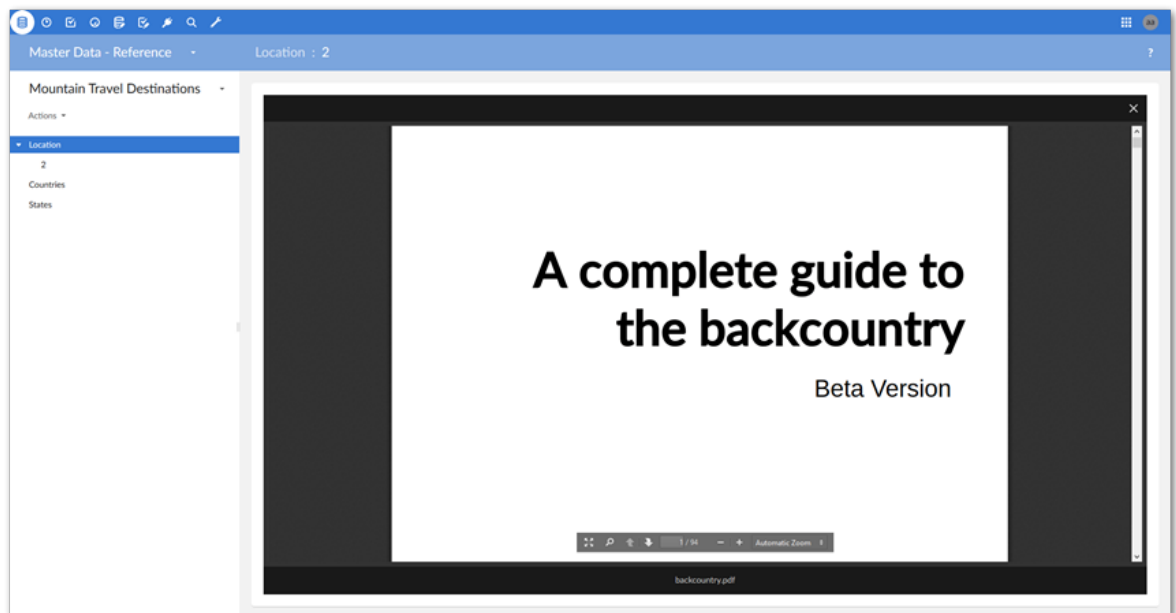 Master Data - Reference
Location : 2
?
Mountain Travel Destinations
Actions
Location
2
Countries
States
A complete guide to
the backcountry
Beta Version
1 / 94
Automatic Zoom
backcountry.pdf